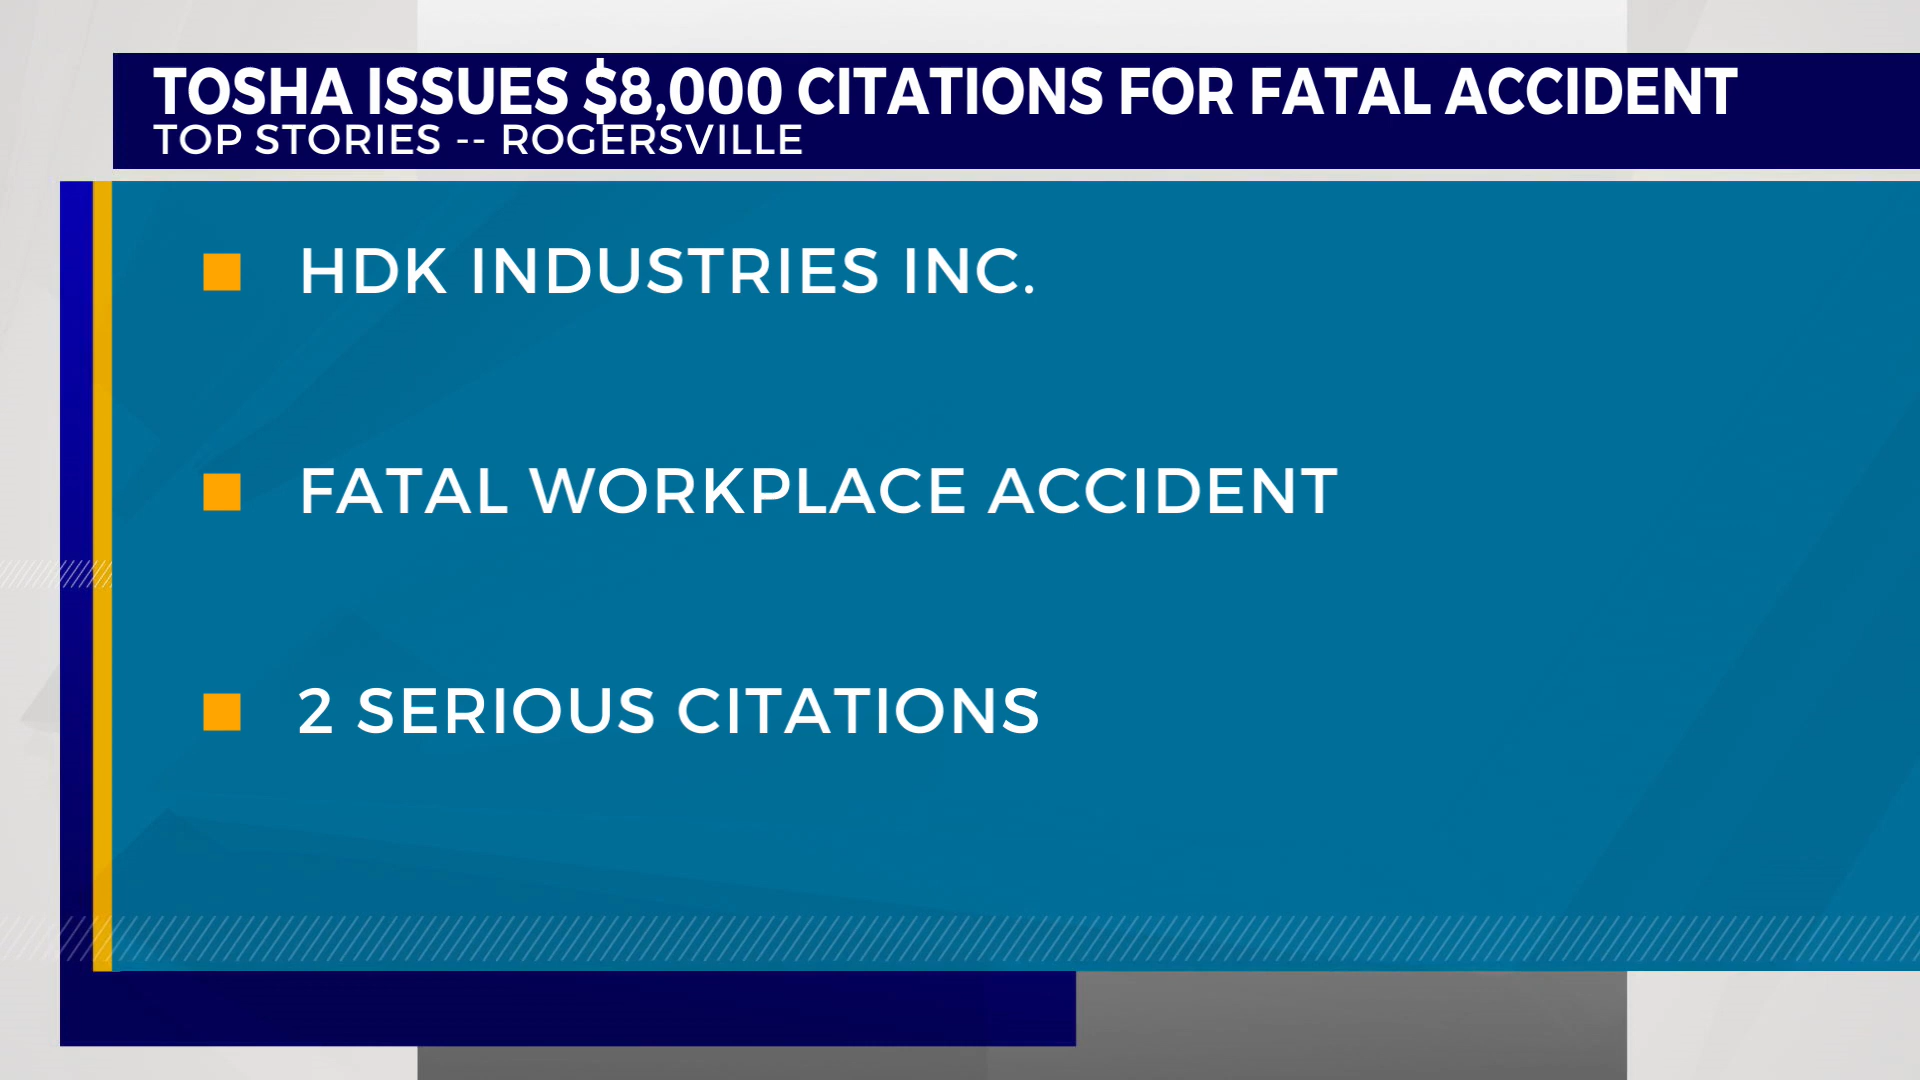 TOSHA ISSUES $8,000 CITATIONS FOR FATAL ACCIDENT
TOP STORIES -- ROGERSVILLE
HDK INDUSTRIES INC.
FATAL WORKPLACE ACCIDENT
2 SERIOUS CITATIONS